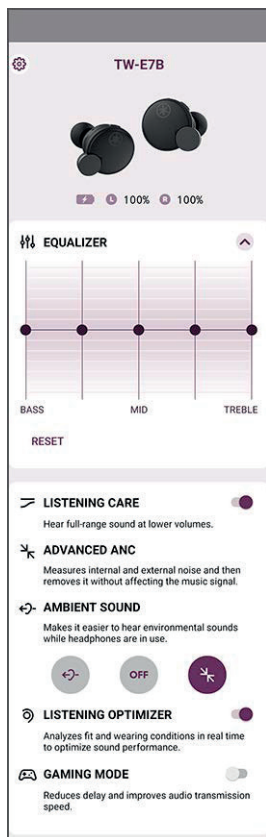 TW-E7B
L 100% R 100%
EQUALIZER
BASS MID TREBLE
RESET
LISTENING CARE
Hear full-range sound at lower volumes.
ADVANCED ANC
Measures internal and external noise and then
removes it without affecting the music signal.
AMBIENT SOUND
Makes it easier to hear environmental sounds
while headphones are in use.
OFF
LISTENING OPTIMIZER
Analyzes fit and wearing conditions in real time
to optimize sound performance.
GAMING MODE
Reduces delay and improves audio transmission
speed.